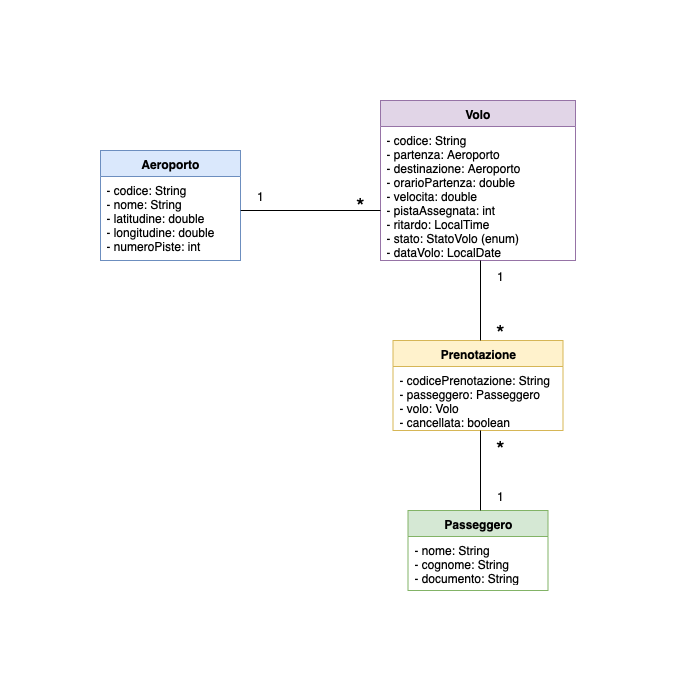 Volo
- codice: String
- partenza: Aeroporto
- destinazione: Aeroporto
- orarioPartenza: double
- velocita: double
- pistaAssegnata: int
- ritardo: LocalTime
- stato: StatoVolo (enum)
- dataVolo: LocalDate
Aeroporto
- codice: String
- nome: String
- latitudine: double
- longitudine: double
- numeroPiste: int
1
*
1
*
Prenotazione
- codicePrenotazione: String
- passeggero: Passeggero
- volo: Volo
- cancellata: boolean
*
1
Passeggero
- nome: String
- cognome: String
- documento: String